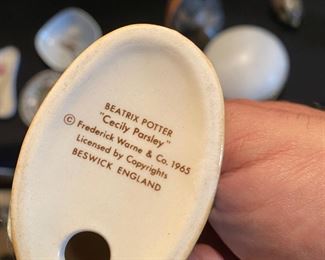 BEATRIX POTTER
"Cecily Parsley"
© Frederick Warne & Co. 1965
Licensed by Copyrights
BESWICK ENGLAND